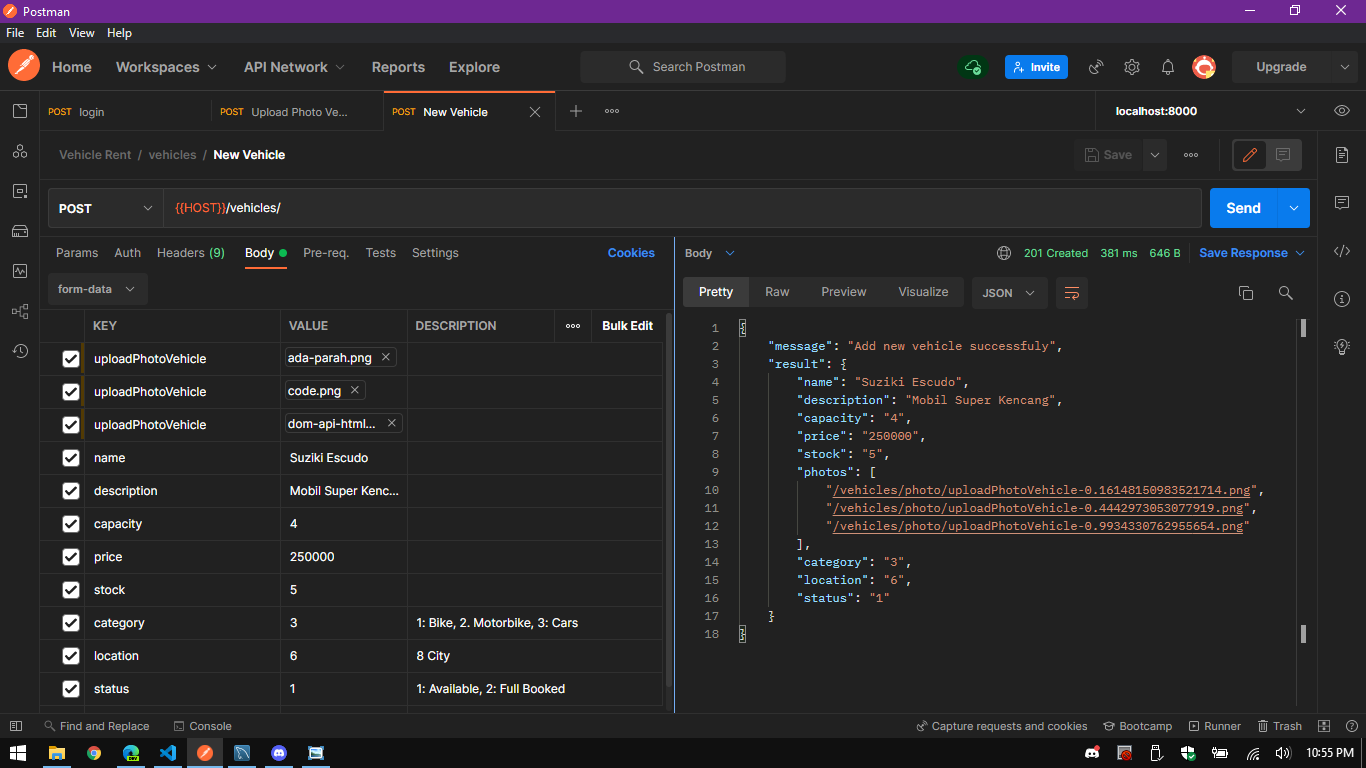 Postman
File Edit View Help
Home Workspaces API Network Reports Explore Search Postman Invite Upgrade
POST login POST Upload Photo Ve... POST New Vehicle localhost:8000
Vehicle Rent / vehicles / New Vehicle Save
POST {{HOST}}/vehicles/ Send
Params Auth Headers (9) Body Pre-req. Tests Settings Cookies
form-data
KEY VALUE DESCRIPTION Bulk Edit
uploadPhotoVehicle ada-parah.png
uploadPhotoVehicle code.png
uploadPhotoVehicle dom-api-html...
name Suziki Escudo
description Mobil Super Kenc...
capacity 4
price 250000
stock 5
category 3 1: Bike, 2. Motorbike, 3: Cars
location 6 8 City
status 1 1: Available, 2: Full Booked
Body 201 Created 381 ms 646 B Save Response
Pretty Raw Preview Visualize JSON
1 {
2 "message": "Add new vehicle successfuly",
3 "result": {
4 "name": "Suziki Escudo",
5 "description": "Mobil Super Kencang",
6 "capacity": "4",
7 "price": "250000",
8 "stock": "5",
9 "photos": [
10 "/vehicles/photo/uploadPhotoVehicle-0.16148150983521714.png",
11 "/vehicles/photo/uploadPhotoVehicle-0.4442973053077919.png",
12 "/vehicles/photo/uploadPhotoVehicle-0.9934330762955654.png"
13 ],
14 "category": "3",
15 "location": "6",
16 "status": "1"
17 }
18 }
Find and Replace Console Capture requests and cookies Bootcamp Runner Trash
DEV 10:55 PM